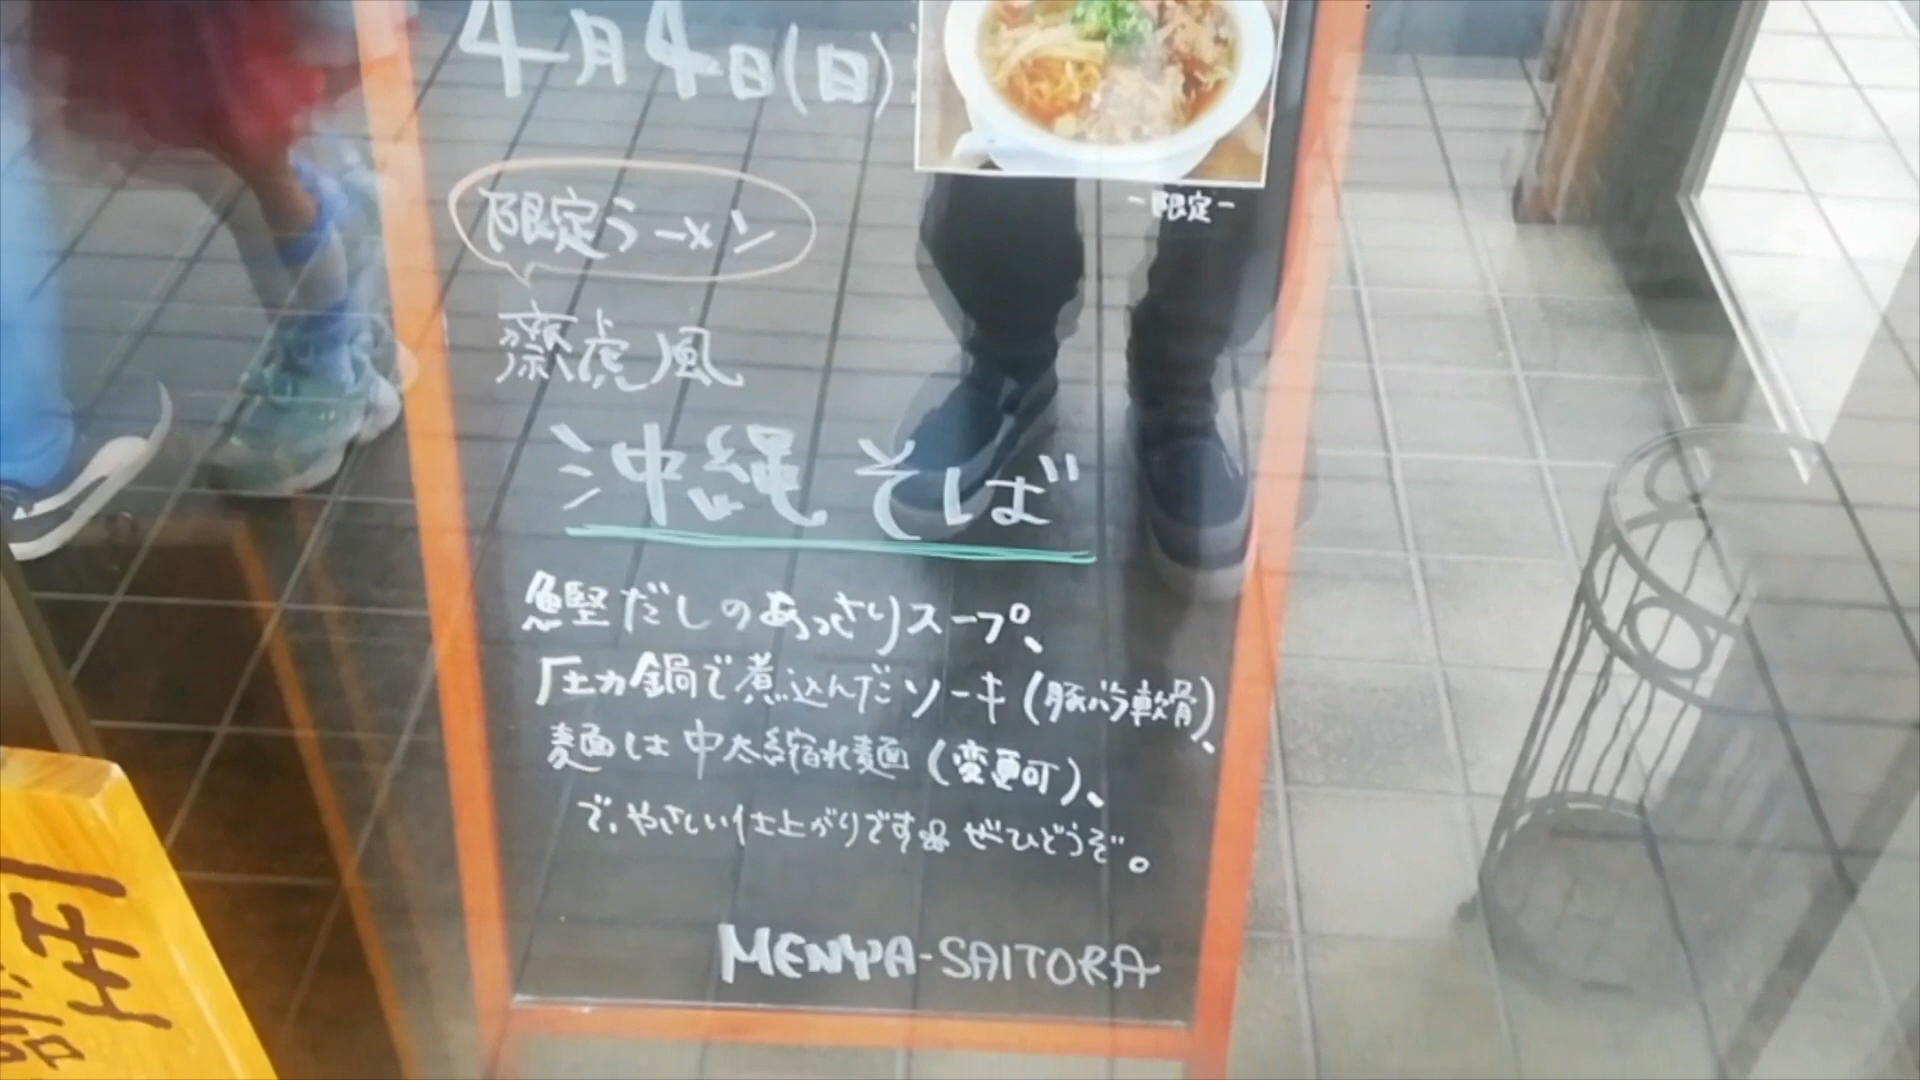 4月4日(日)
-限定-
限定ラーメン
齋虎風
沖縄そば
鰹だしのあっさりスープ、
圧力鍋で煮込んだソーキ(豚バラ軟骨)、
麺は中太縮れ麺(変更可)、
で、やさしい仕上がりです ぜひどうぞ。
MENYA-SAITORA